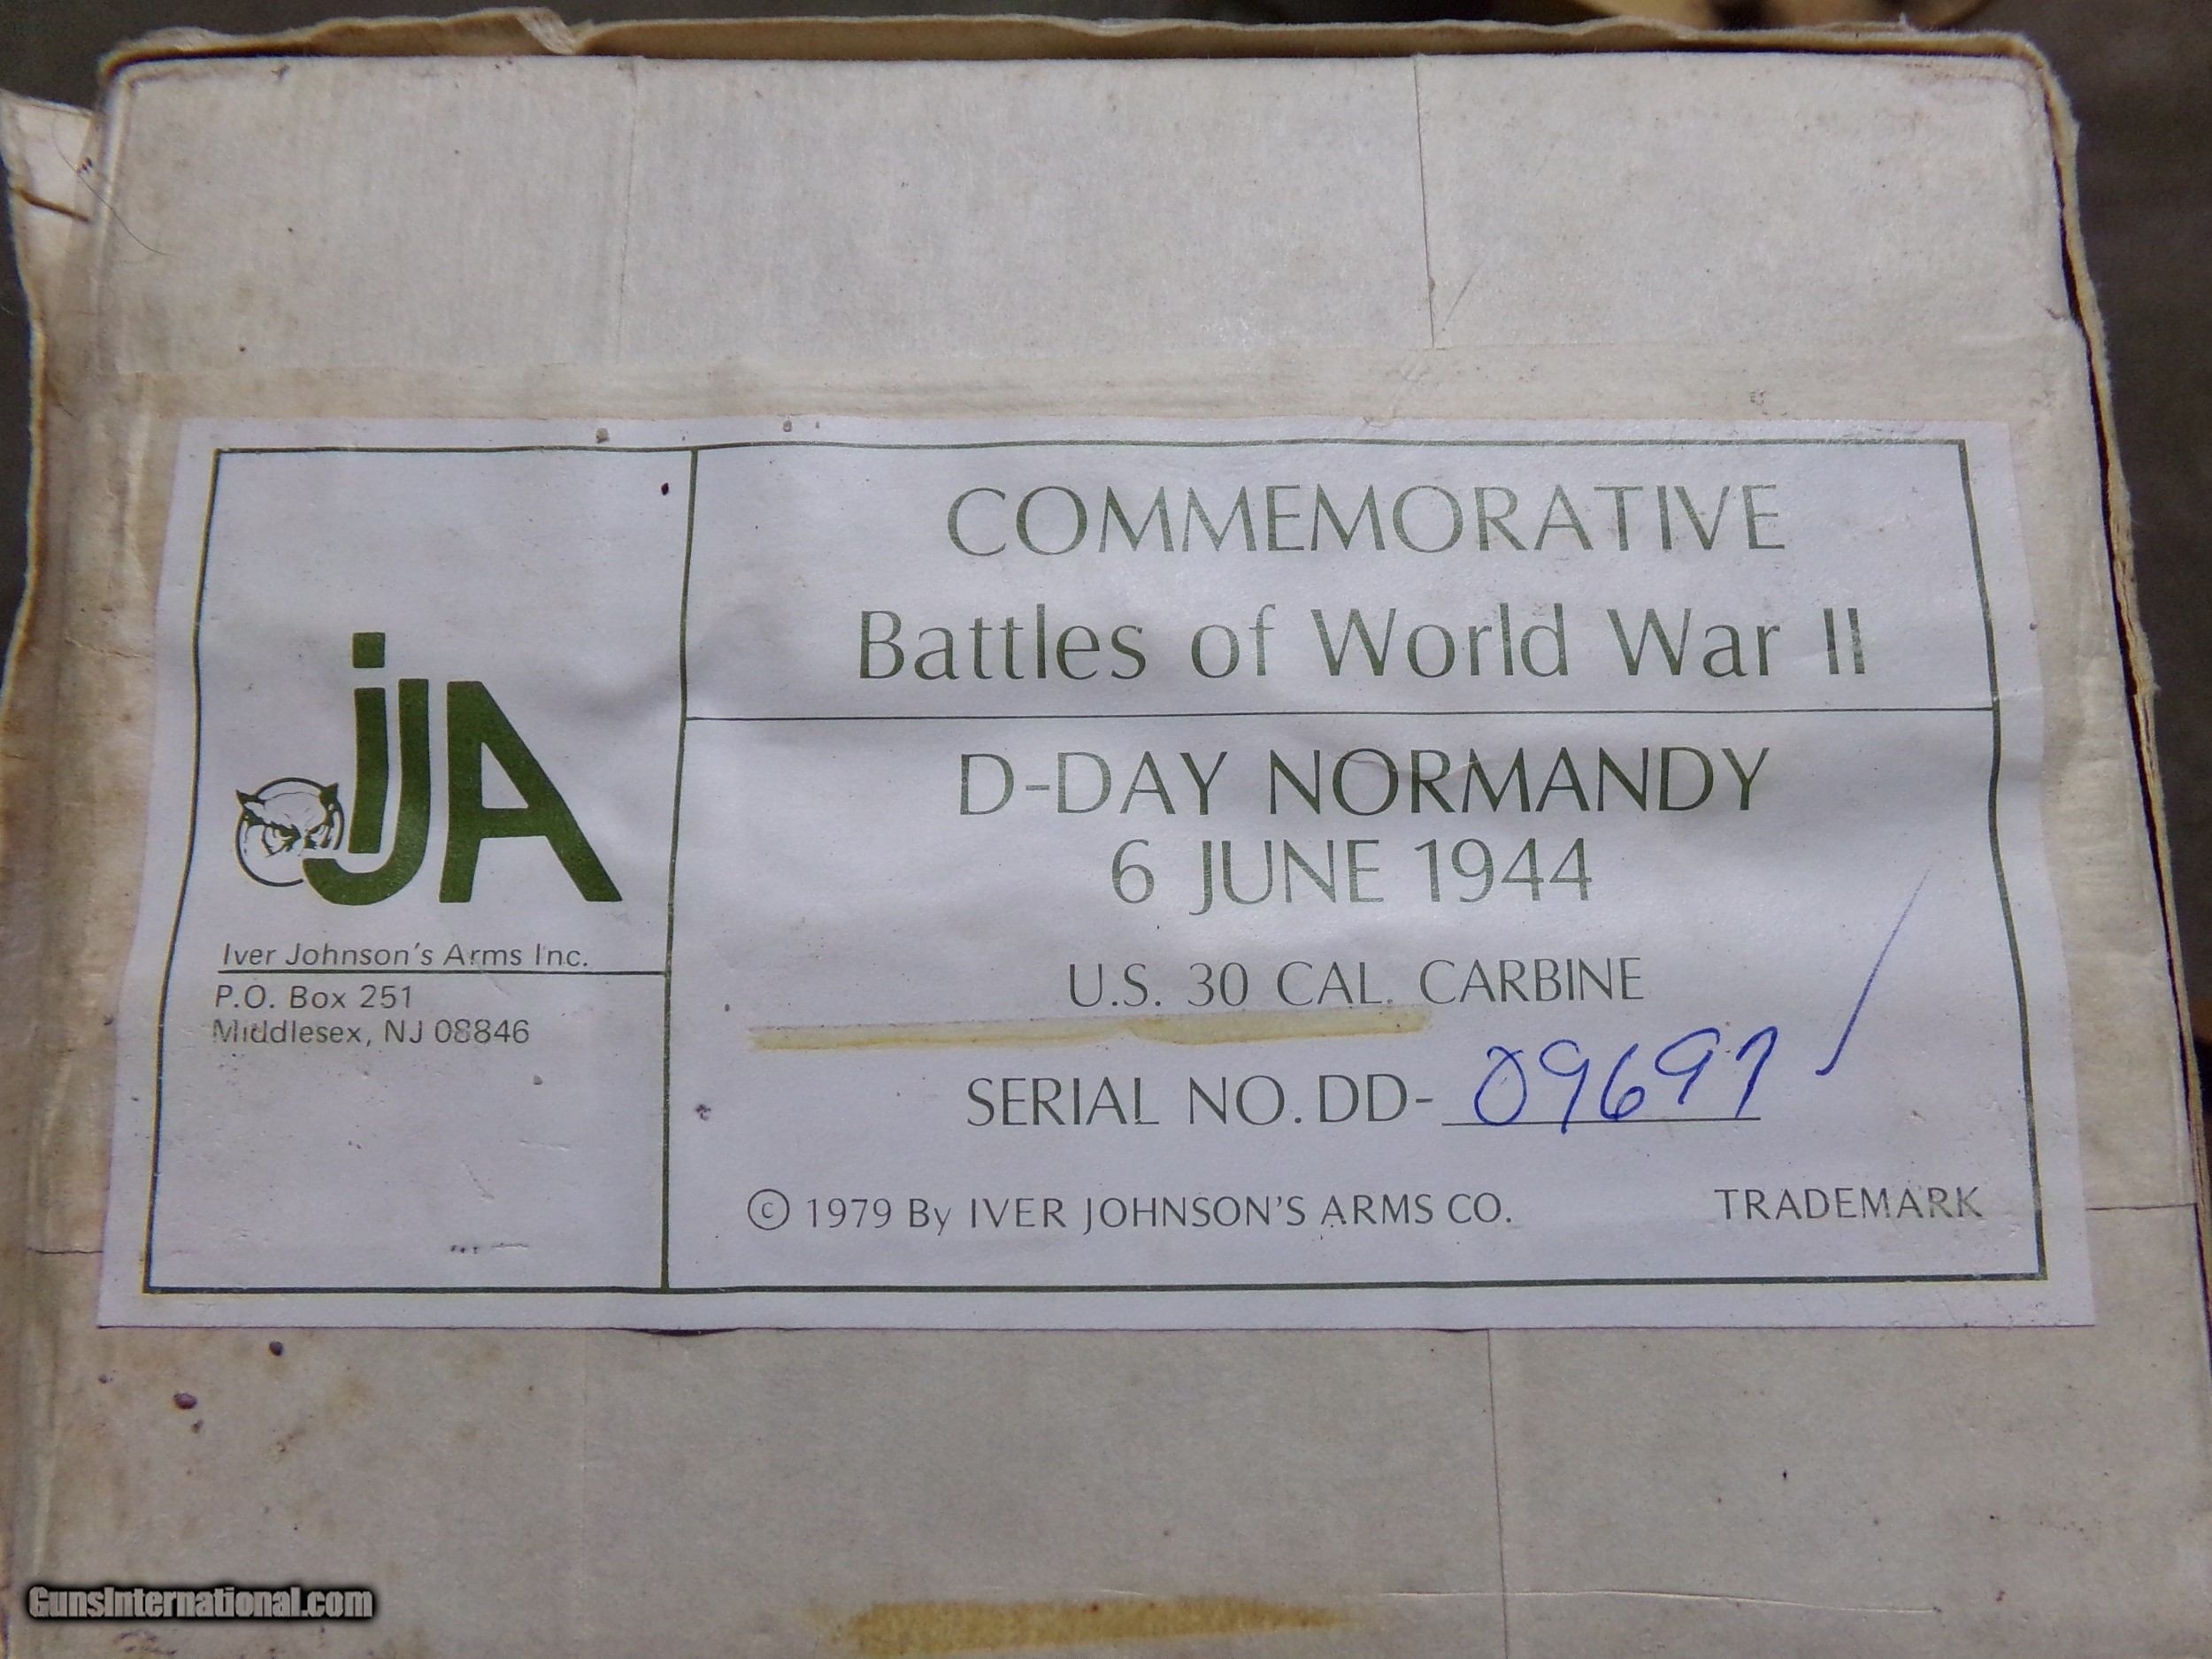 COMMEMORATIVE
Battles of World War II
iJA
Iver Johnson's Arms Inc.
P.O. Box 251
Middlesex, NJ 08846
D-DAY NORMANDY
6 JUNE 1944
U.S. 30 CAL. CARBINE
SERIAL NO. DD- 09697
© 1979 By IVER JOHNSON'S ARMS CO. TRADEMARK
GunsInternational.com